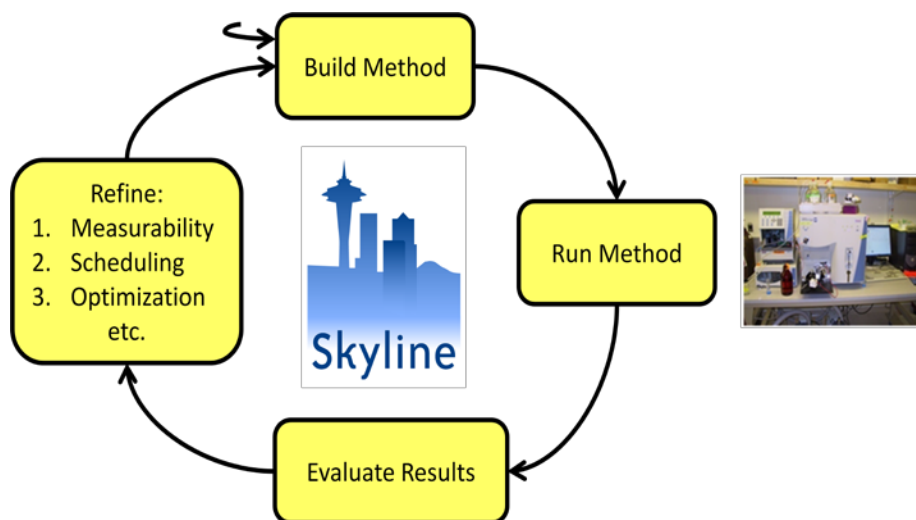 Build Method
Refine:
1. Measurability
2. Scheduling
3. Optimization
etc.
Run Method
Skyline
Evaluate Results